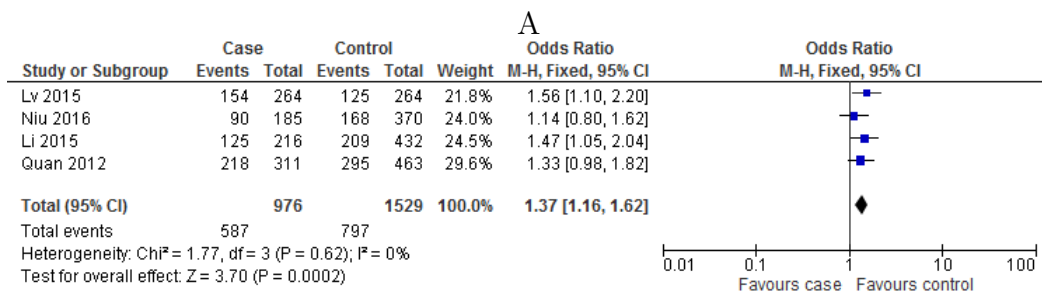 A
Case Control Odds Ratio Odds Ratio
Study or Subgroup Events Total Events Total Weight M-H, Fixed, 95% CI M-H, Fixed, 95% CI
Lv 2015 154 264 125 264 21.8% 1.56 [1.10, 2.20]
Niu 2016 90 185 168 370 24.0% 1.14 [0.80, 1.62]
Li 2015 125 216 209 432 24.5% 1.47 [1.05, 2.04]
Quan 2012 218 311 295 463 29.6% 1.33 [0.98, 1.82]
Total (95% CI) 976 1529 100.0% 1.37 [1.16, 1.62]
Total events 587 797
Heterogeneity: Chi² = 1.77, df = 3 (P = 0.62); I² = 0%
Test for overall effect: Z = 3.70 (P = 0.0002)
0.01 0.1 1 10 100
Favours case Favours control